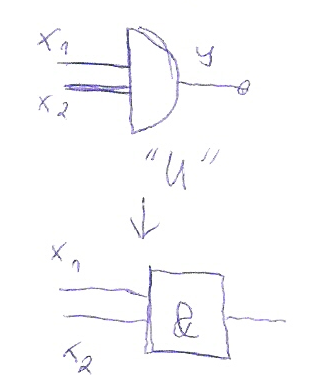 x₁
y
x₂
"И"
x₁
&
x₂